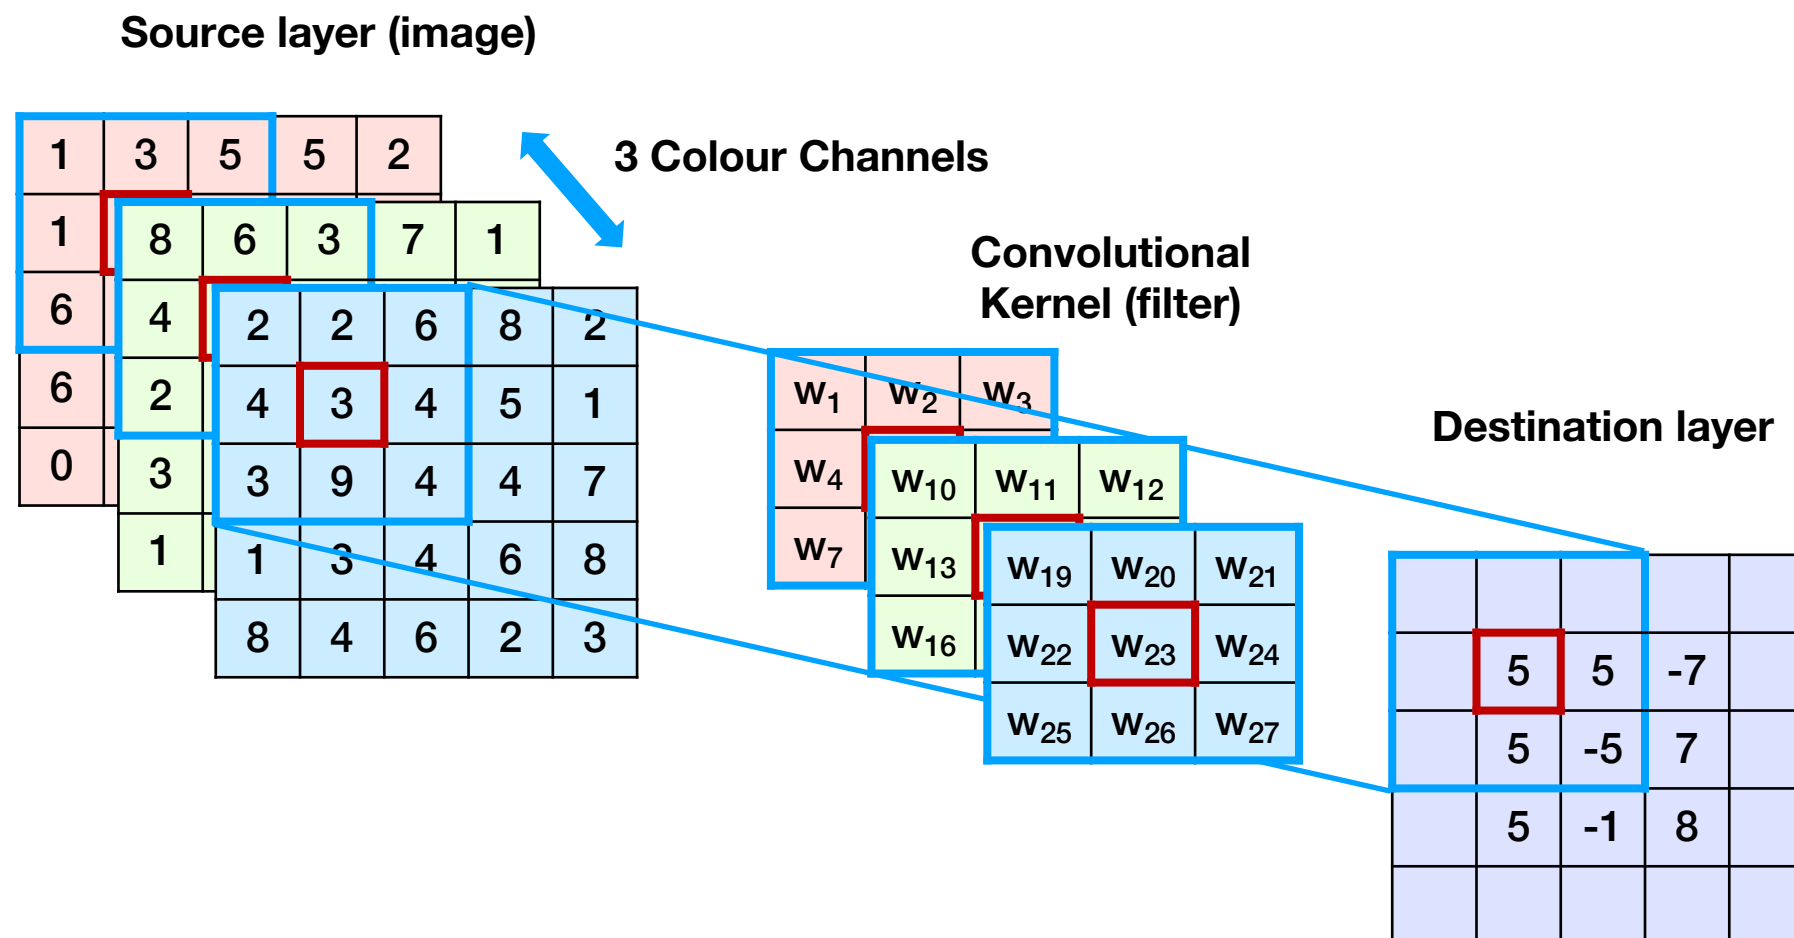 Source layer (image)
3 Colour Channels
1 3 5 5 2
1
6
6
0
8 6 3 7 1
4
2
3
1
2 2 6 8 2
4 3 4 5 1
3 9 4 4 7
1 3 4 6 8
8 4 6 2 3
Convolutional
Kernel (filter)
w₁ w₂ w₃
w₄
w₇
w₁₀ w₁₁ w₁₂
w₁₃
w₁₆
w₁₉ w₂₀ w₂₁
w₂₂ w₂₃ w₂₄
w₂₅ w₂₆ w₂₇
Destination layer
5 5 -7
5 -5 7
5 -1 8